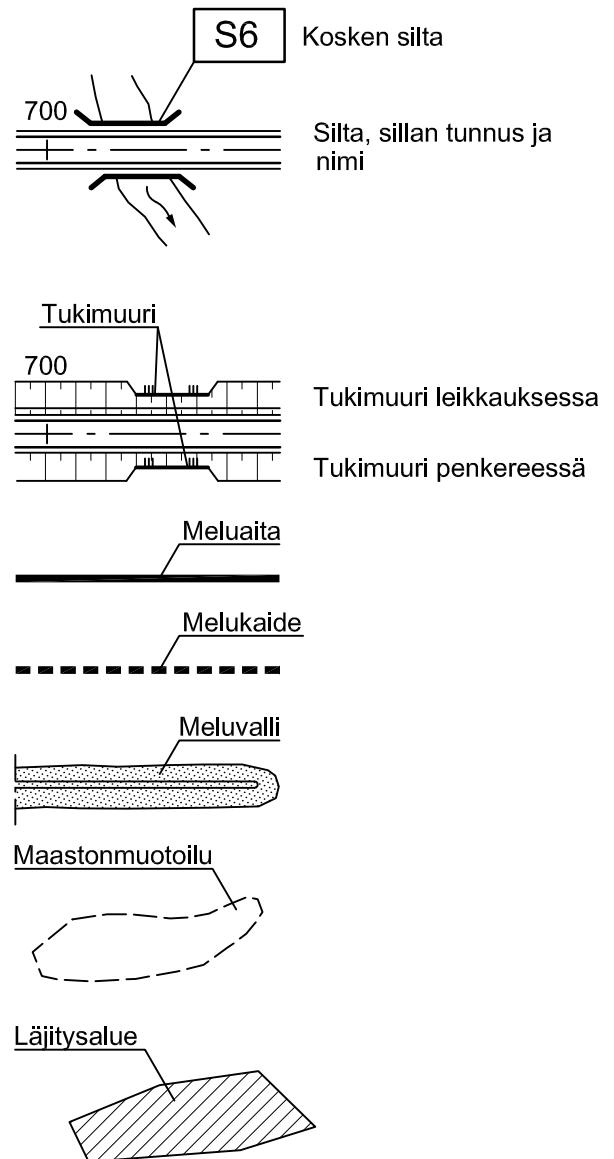 S6 Kosken silta
700
Silta, sillan tunnus ja
nimi
Tukimuuri
700
Tukimuuri leikkauksessa
Tukimuuri penkereessä
Meluaita
Melukaide
Meluvalli
Maastonmuotoilu
Läjitysalue